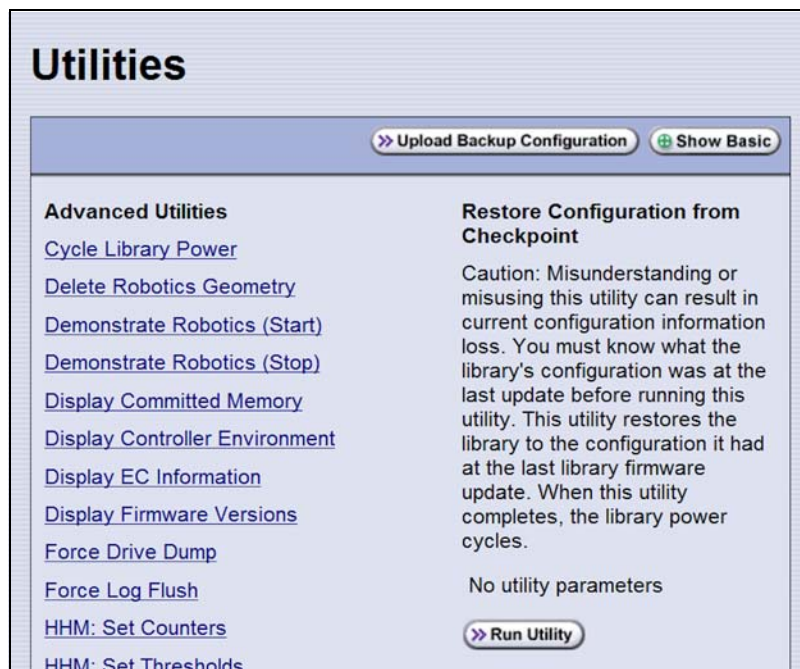 Utilities
Upload Backup Configuration
Show Basic
Advanced Utilities
Cycle Library Power
Delete Robotics Geometry
Demonstrate Robotics (Start)
Demonstrate Robotics (Stop)
Display Committed Memory
Display Controller Environment
Display EC Information
Display Firmware Versions
Force Drive Dump
Force Log Flush
HHM: Set Counters
HHM: Set Thresholds
Restore Configuration from
Checkpoint
Caution: Misunderstanding or
misusing this utility can result in
current configuration information
loss. You must know what the
library's configuration was at the
last update before running this
utility. This utility restores the
library to the configuration it had
at the last library firmware
update. When this utility
completes, the library power
cycles.
No utility parameters
Run Utility